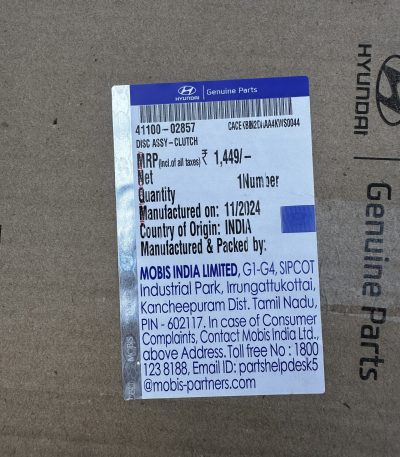 HYUNDAI | Genuine Parts
41100-02857
DISC ASSY-CLUTCH
MRP(incl.of all taxes) ₹ 1,449/-
Net
Quantity 1Number
Manufactured on: 11/2024
Country of Origin: INDIA
Manufactured & Packed by:
MOBIS INDIA LIMITED, G1-G4, SIPCOT
Industrial Park, Irrungattukottai,
Kancheepuram Dist. Tamil Nadu,
PIN - 602117. In case of Consumer
Complaints, Contact Mobis India Ltd.,
above Address. Toll free No : 1800
123 8188, Email ID: partshelpdesk5
@mobis-partners.com
HYUNDAI
Genuine Parts